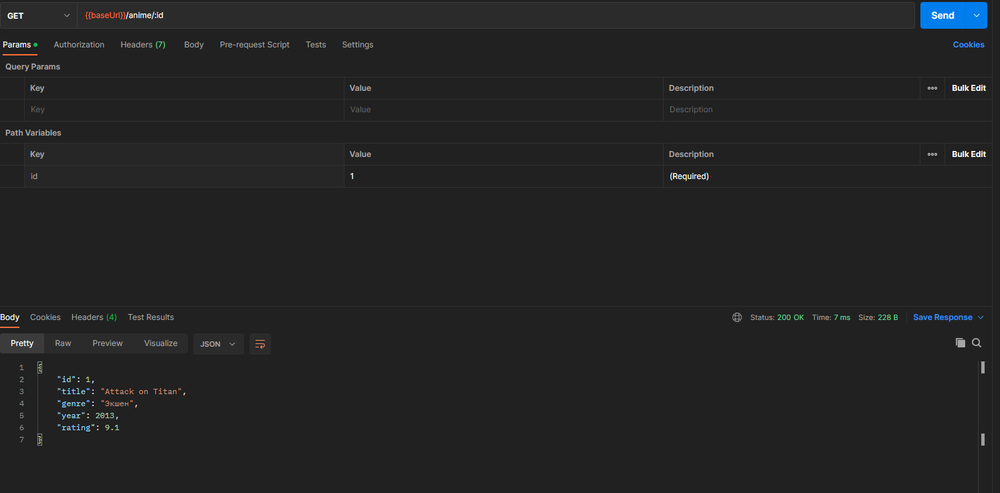 GET {{baseUrl}}/anime/:id Send
Params Authorization Headers (7) Body Pre-request Script Tests Settings Cookies
Query Params
Key Value Description ooo Bulk Edit
Key Value Description
Path Variables
Key Value Description ooo Bulk Edit
id 1 (Required)
Body Cookies Headers (4) Test Results Status: 200 OK Time: 7 ms Size: 228 B Save Response
Pretty Raw Preview Visualize JSON
1 {
2 "id": 1,
3 "title": "Attack on Titan",
4 "genre": "Экшен",
5 "year": 2013,
6 "rating": 9.1
7 }